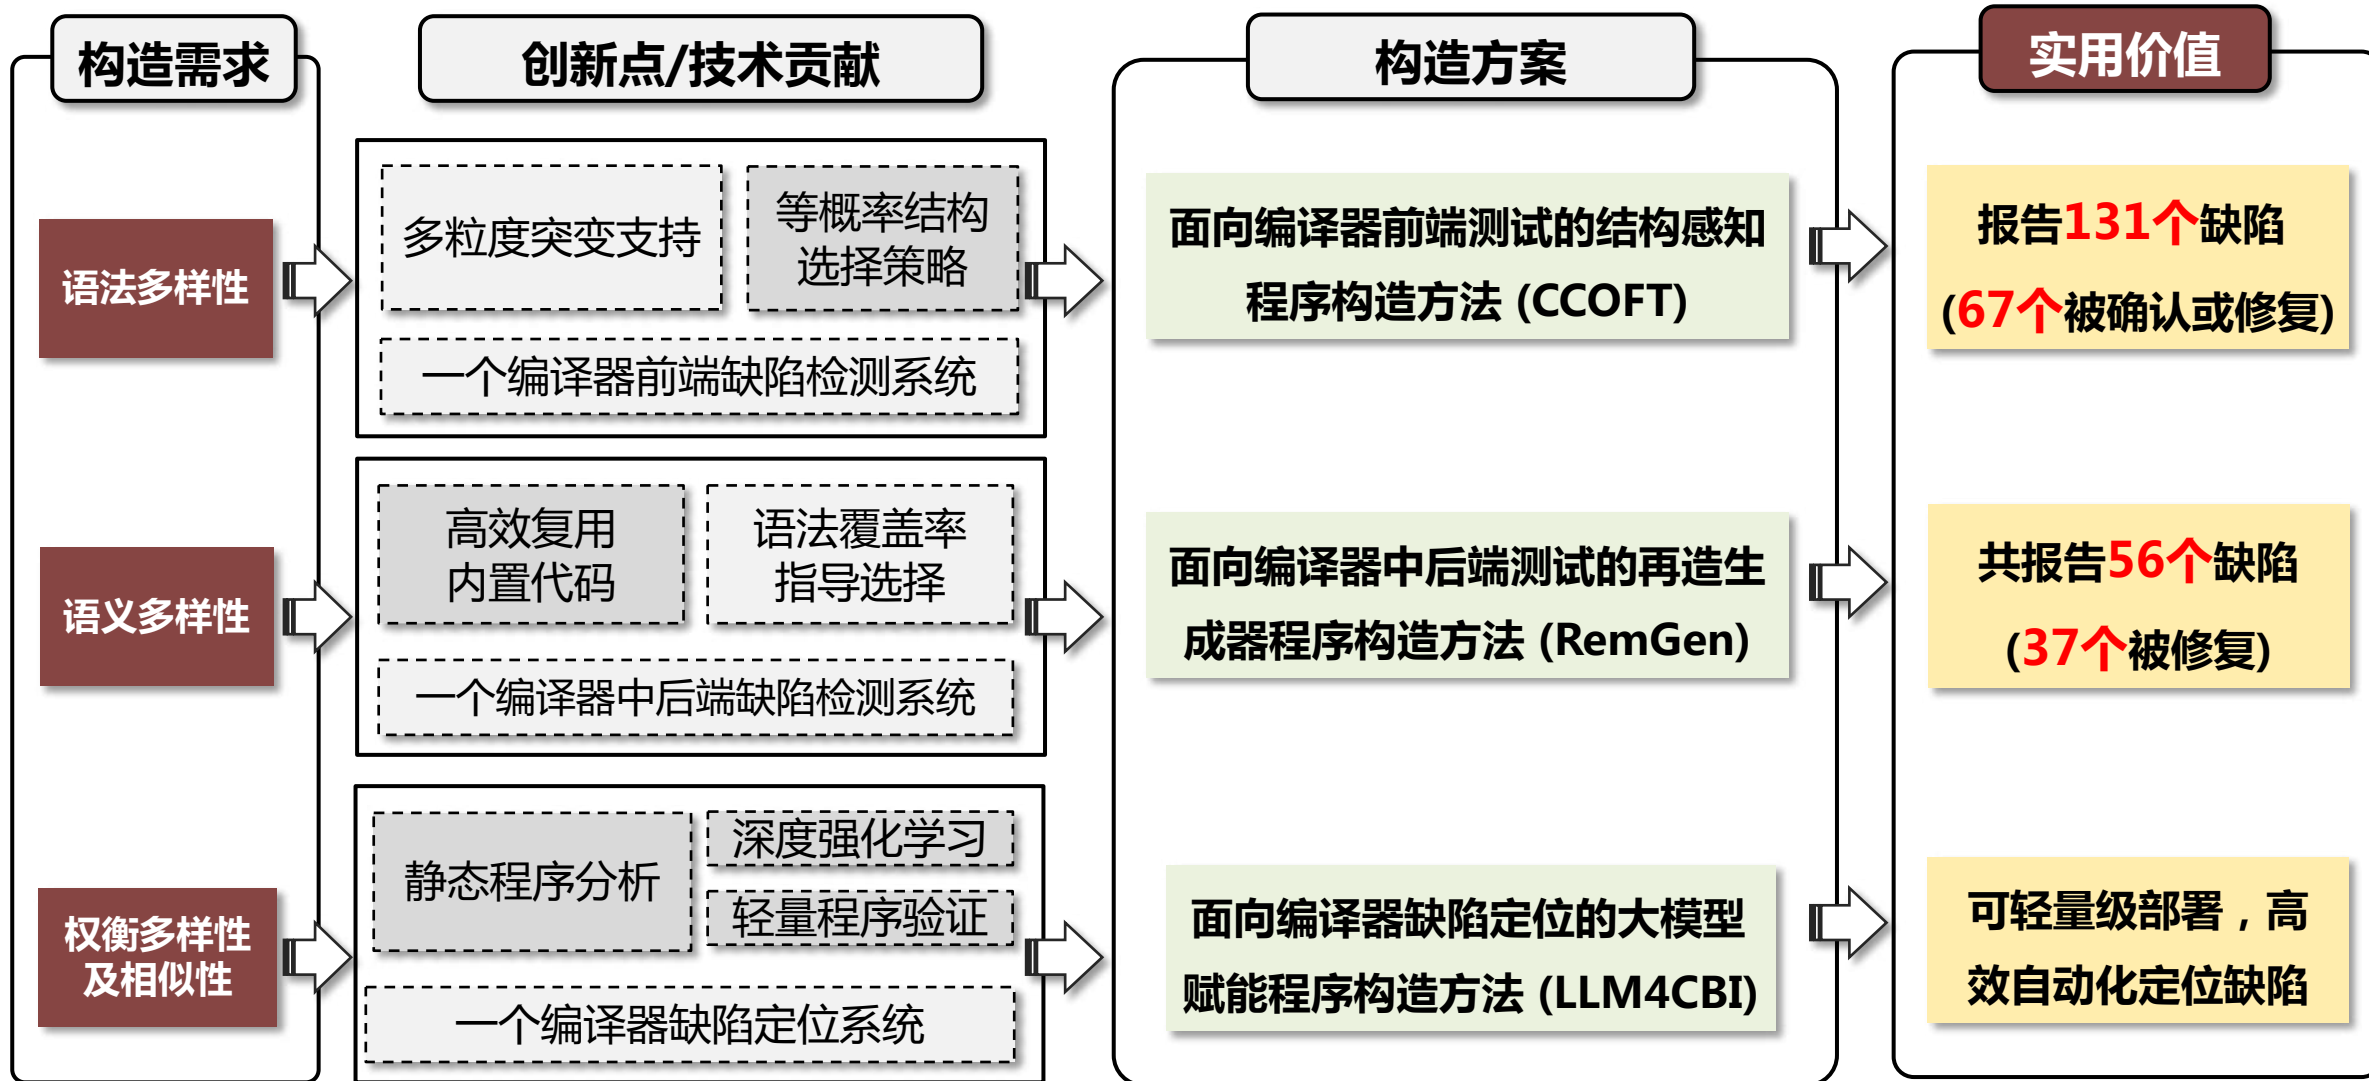 构造需求
创新点/技术贡献
构造方案
实用价值
语法多样性
多粒度突变支持
等概率结构
选择策略
一个编译器前端缺陷检测系统
面向编译器前端测试的结构感知
程序构造方法 (CCOFT)
报告131个缺陷
(67个被确认或修复)
语义多样性
高效复用
内置代码
语法覆盖率
指导选择
一个编译器中后端缺陷检测系统
面向编译器中后端测试的再造生
成器程序构造方法 (RemGen)
共报告56个缺陷
(37个被修复)
权衡多样性
及相似性
静态程序分析
深度强化学习
轻量程序验证
一个编译器缺陷定位系统
面向编译器缺陷定位的大模型
赋能程序构造方法 (LLM4CBI)
可轻量级部署，高
效自动化定位缺陷